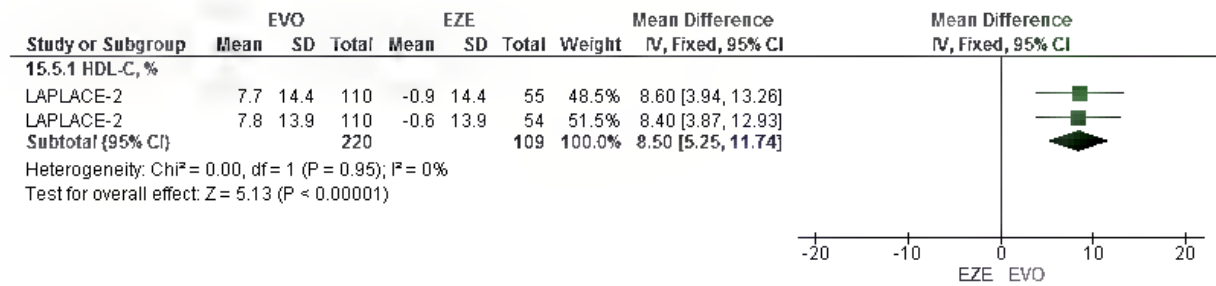 EVO EZE Mean Difference Mean Difference
Study or Subgroup Mean SD Total Mean SD Total Weight IV, Fixed, 95% CI IV, Fixed, 95% CI
15.5.1 HDL-C, %
LAPLACE-2 7.7 14.4 110 -0.9 14.4 55 48.5% 8.60 [3.94, 13.26]
LAPLACE-2 7.8 13.9 110 -0.6 13.9 54 51.5% 8.40 [3.87, 12.93]
Subtotal (95% CI) 220 109 100.0% 8.50 [5.25, 11.74]
Heterogeneity: Chi² = 0.00, df = 1 (P = 0.95); I² = 0%
Test for overall effect: Z = 5.13 (P < 0.00001)
-20 -10 0 10 20
EZE EVO